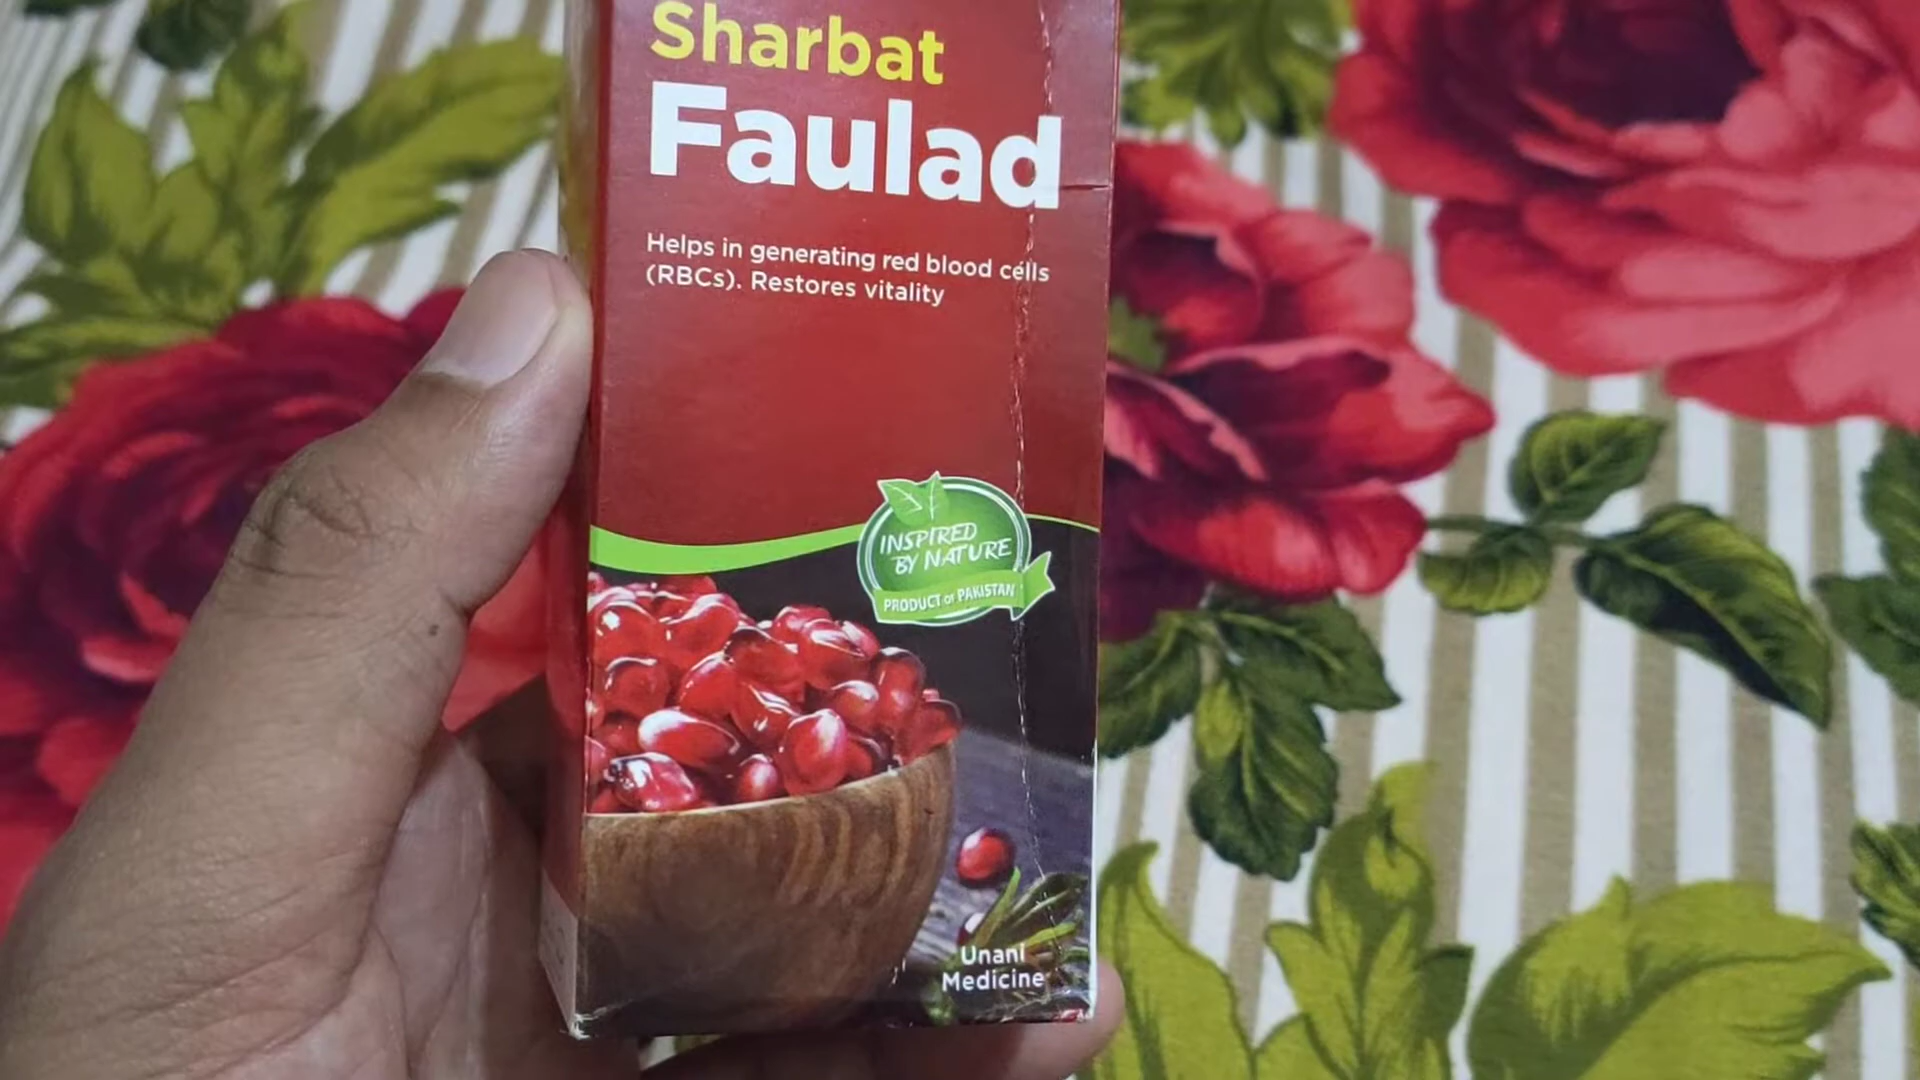 Sharbat
Faulad
Helps in generating red blood cells
(RBCs). Restores vitality
INSPIRED
BY NATURE
PRODUCT of PAKISTAN
Unani
Medicine